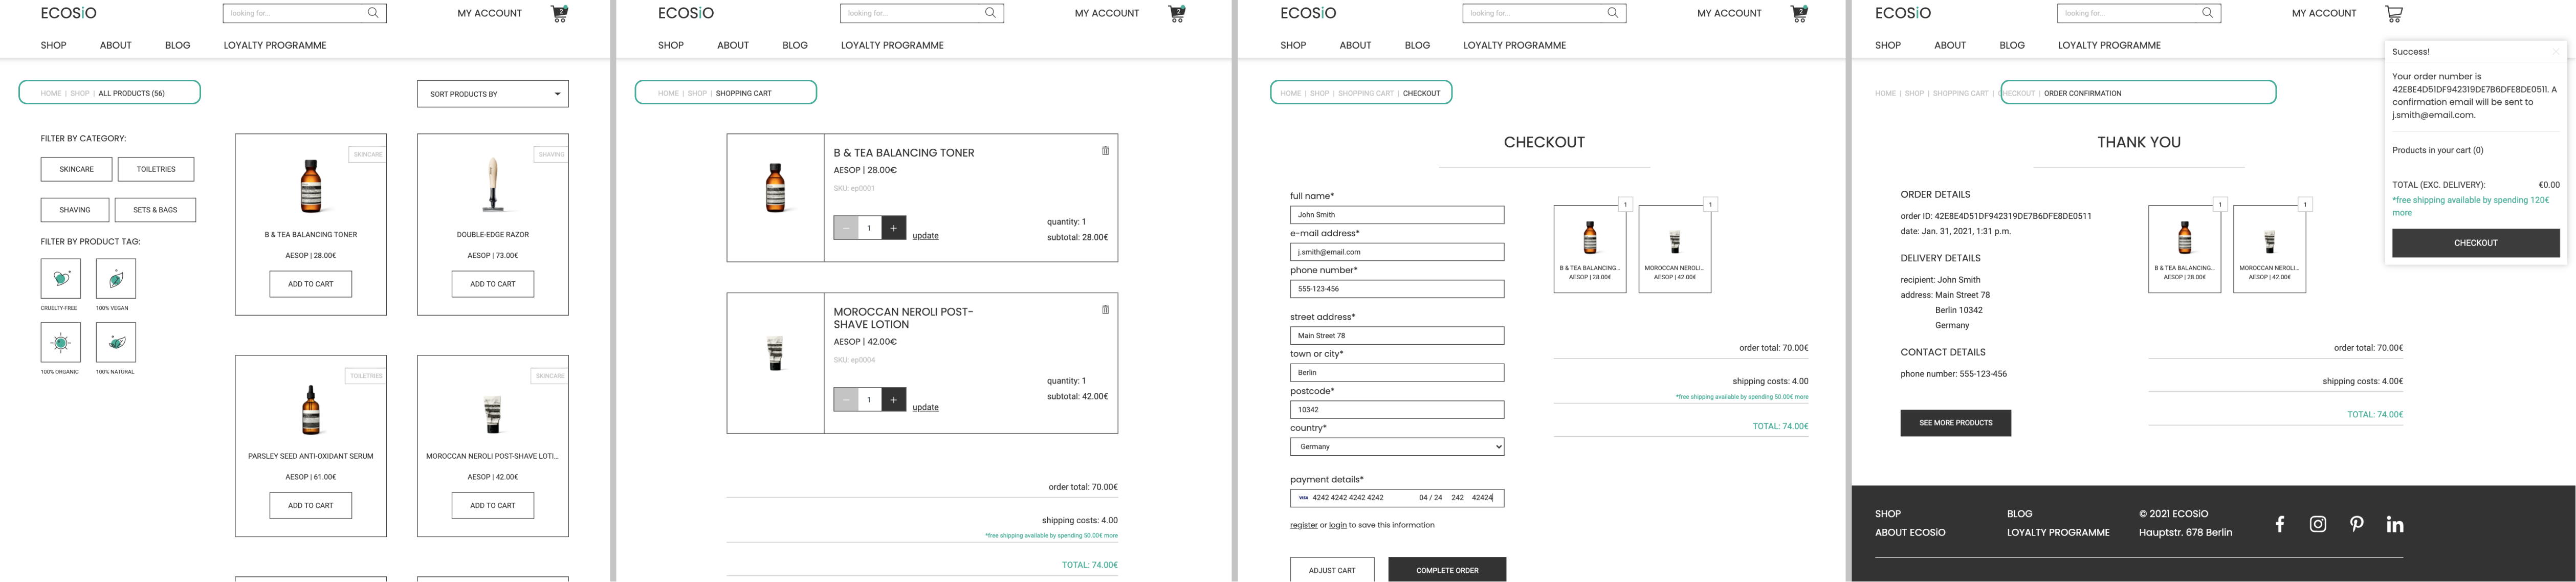 ECOSiO
looking for...
MY ACCOUNT
2
SHOP ABOUT BLOG LOYALTY PROGRAMME
HOME | SHOP | ALL PRODUCTS (56)
SORT PRODUCTS BY
FILTER BY CATEGORY:
SKINCARE TOILETRIES
SHAVING SETS & BAGS
FILTER BY PRODUCT TAG:
CRUELTY-FREE 100% VEGAN
100% ORGANIC 100% NATURAL
SKINCARE
B & TEA BALANCING TONER
AESOP | 28.00€
ADD TO CART
SHAVING
DOUBLE-EDGE RAZOR
AESOP | 73.00€
ADD TO CART
TOILETRIES
PARSLEY SEED ANTI-OXIDANT SERUM
AESOP | 61.00€
ADD TO CART
SKINCARE
MOROCCAN NEROLI POST-SHAVE LOTI...
AESOP | 42.00€
ADD TO CART
ECOSiO
looking for...
MY ACCOUNT
2
SHOP ABOUT BLOG LOYALTY PROGRAMME
HOME | SHOP | SHOPPING CART
B & TEA BALANCING TONER
AESOP | 28.00€
SKU: ep0001
− 1 + update
quantity: 1
subtotal: 28.00€
MOROCCAN NEROLI POST-
SHAVE LOTION
AESOP | 42.00€
SKU: ep0004
− 1 + update
quantity: 1
subtotal: 42.00€
order total: 70.00€
shipping costs: 4.00
*free shipping available by spending 50.00€ more
TOTAL: 74.00€
ECOSiO
looking for...
MY ACCOUNT
2
SHOP ABOUT BLOG LOYALTY PROGRAMME
HOME | SHOP | SHOPPING CART | CHECKOUT
CHECKOUT
full name*
John Smith
e-mail address*
j.smith@email.com
phone number*
555-123-456
street address*
Main Street 78
town or city*
Berlin
postcode*
10342
country*
Germany
payment details*
VISA 4242 4242 4242 4242 04 / 24 242 42424
register or login to save this information
ADJUST CART COMPLETE ORDER
1
B & TEA BALANCING...
AESOP | 28.00€
1
MOROCCAN NEROLI...
AESOP | 42.00€
order total: 70.00€
shipping costs: 4.00
*free shipping available by spending 50.00€ more
TOTAL: 74.00€
ECOSiO
looking for...
MY ACCOUNT
SHOP ABOUT BLOG LOYALTY PROGRAMME
HOME | SHOP | SHOPPING CART | CHECKOUT | ORDER CONFIRMATION
THANK YOU
ORDER DETAILS
order ID: 42E8E4D51DF942319DE7B6DFE8DE0511
date: Jan. 31, 2021, 1:31 p.m.
DELIVERY DETAILS
recipient: John Smith
address: Main Street 78
Berlin 10342
Germany
CONTACT DETAILS
phone number: 555-123-456
SEE MORE PRODUCTS
1
B & TEA BALANCING...
AESOP | 28.00€
1
MOROCCAN NEROLI...
AESOP | 42.00€
order total: 70.00€
shipping costs: 4.00€
TOTAL: 74.00€
Success!
Your order number is
42E8E4D51DF942319DE7B6DFE8DE0511. A
confirmation email will be sent to
j.smith@email.com.
Products in your cart (0)
TOTAL (EXC. DELIVERY): €0.00
*free shipping available by spending 120€
more
CHECKOUT
SHOP BLOG © 2021 ECOSiO
ABOUT ECOSiO LOYALTY PROGRAMME Hauptstr. 678 Berlin